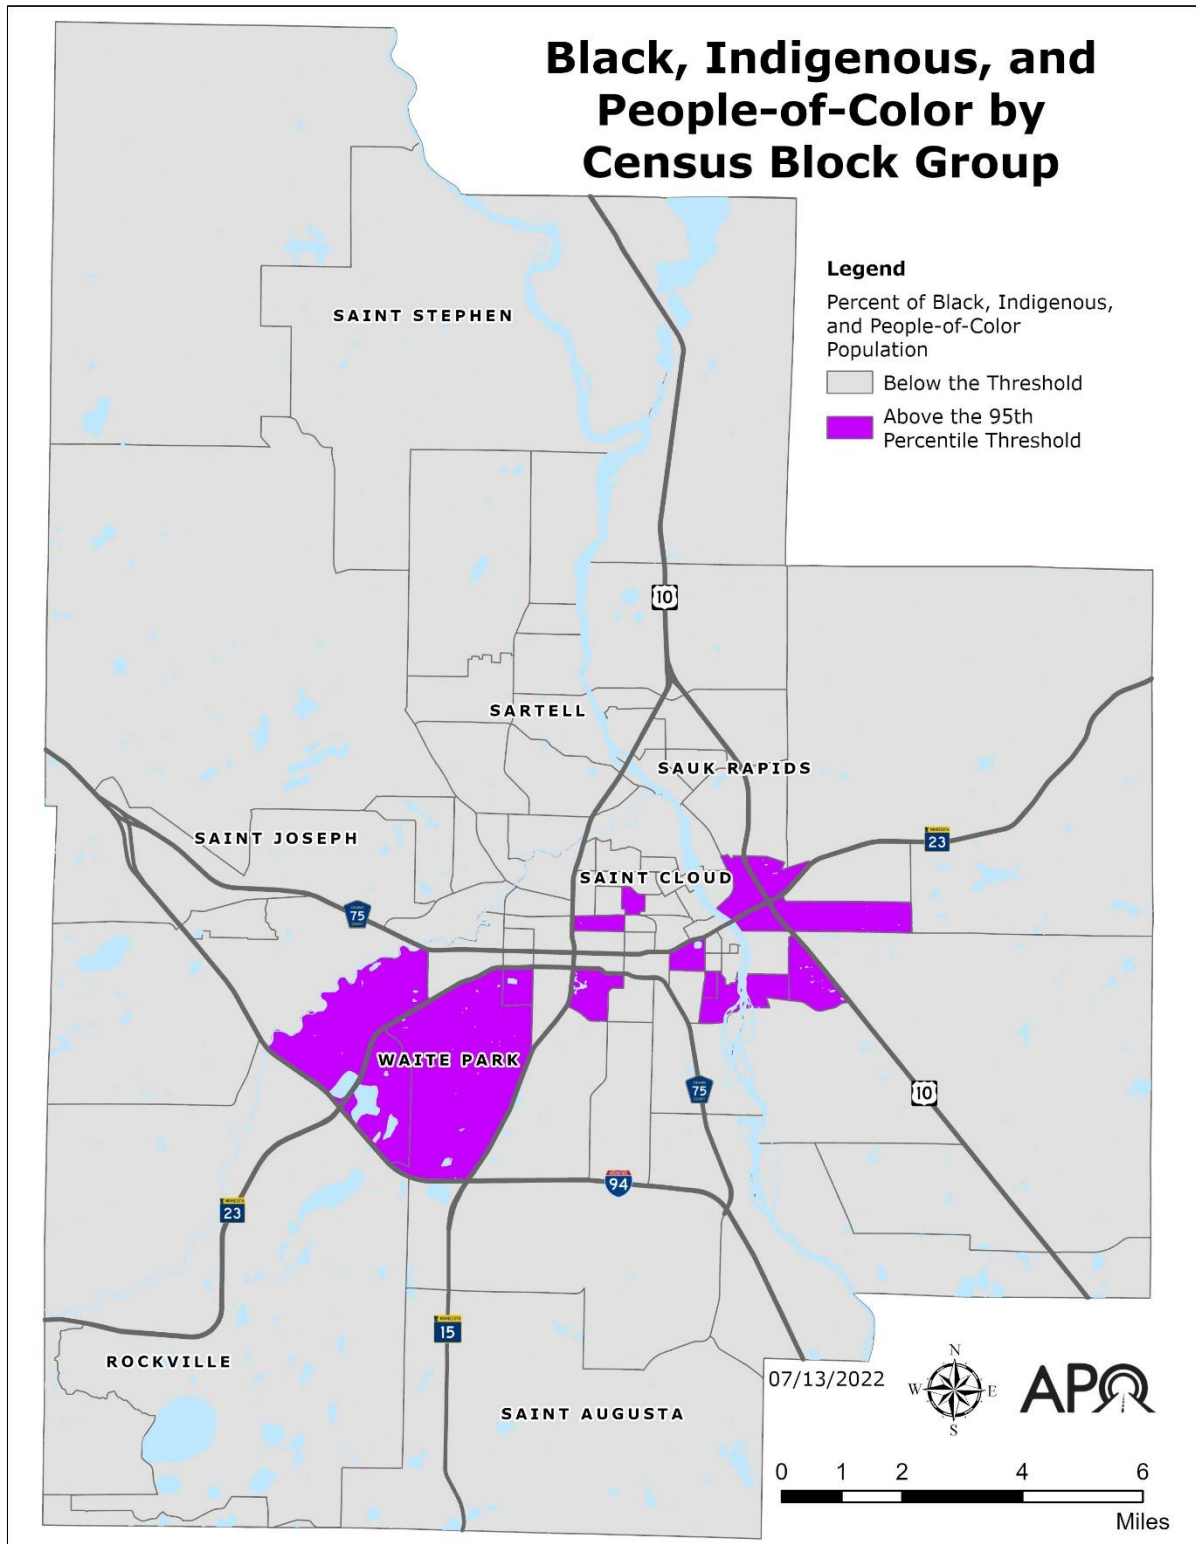 Black, Indigenous, and
People-of-Color by
Census Block Group
Legend
Percent of Black, Indigenous,
and People-of-Color
Population
Below the Threshold
Above the 95th
Percentile Threshold
SAINT STEPHEN
10
SARTELL
SAUK RAPIDS
SAINT JOSEPH
MINNESOTA
23
SAINT CLOUD
75
WAITE PARK
75
10
94
MINNESOTA
23
MINNESOTA
15
ROCKVILLE
SAINT AUGUSTA
07/13/2022
N
W E
S
APO
0 1 2 4 6
Miles